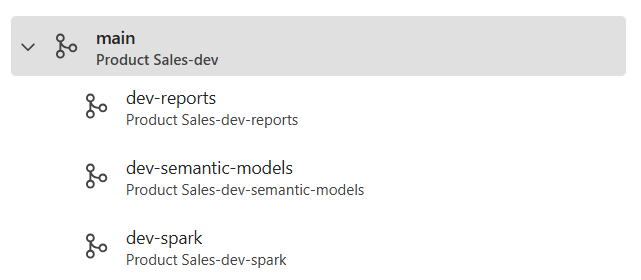 main
Product Sales-dev
dev-reports
Product Sales-dev-reports
dev-semantic-models
Product Sales-dev-semantic-models
dev-spark
Product Sales-dev-spark